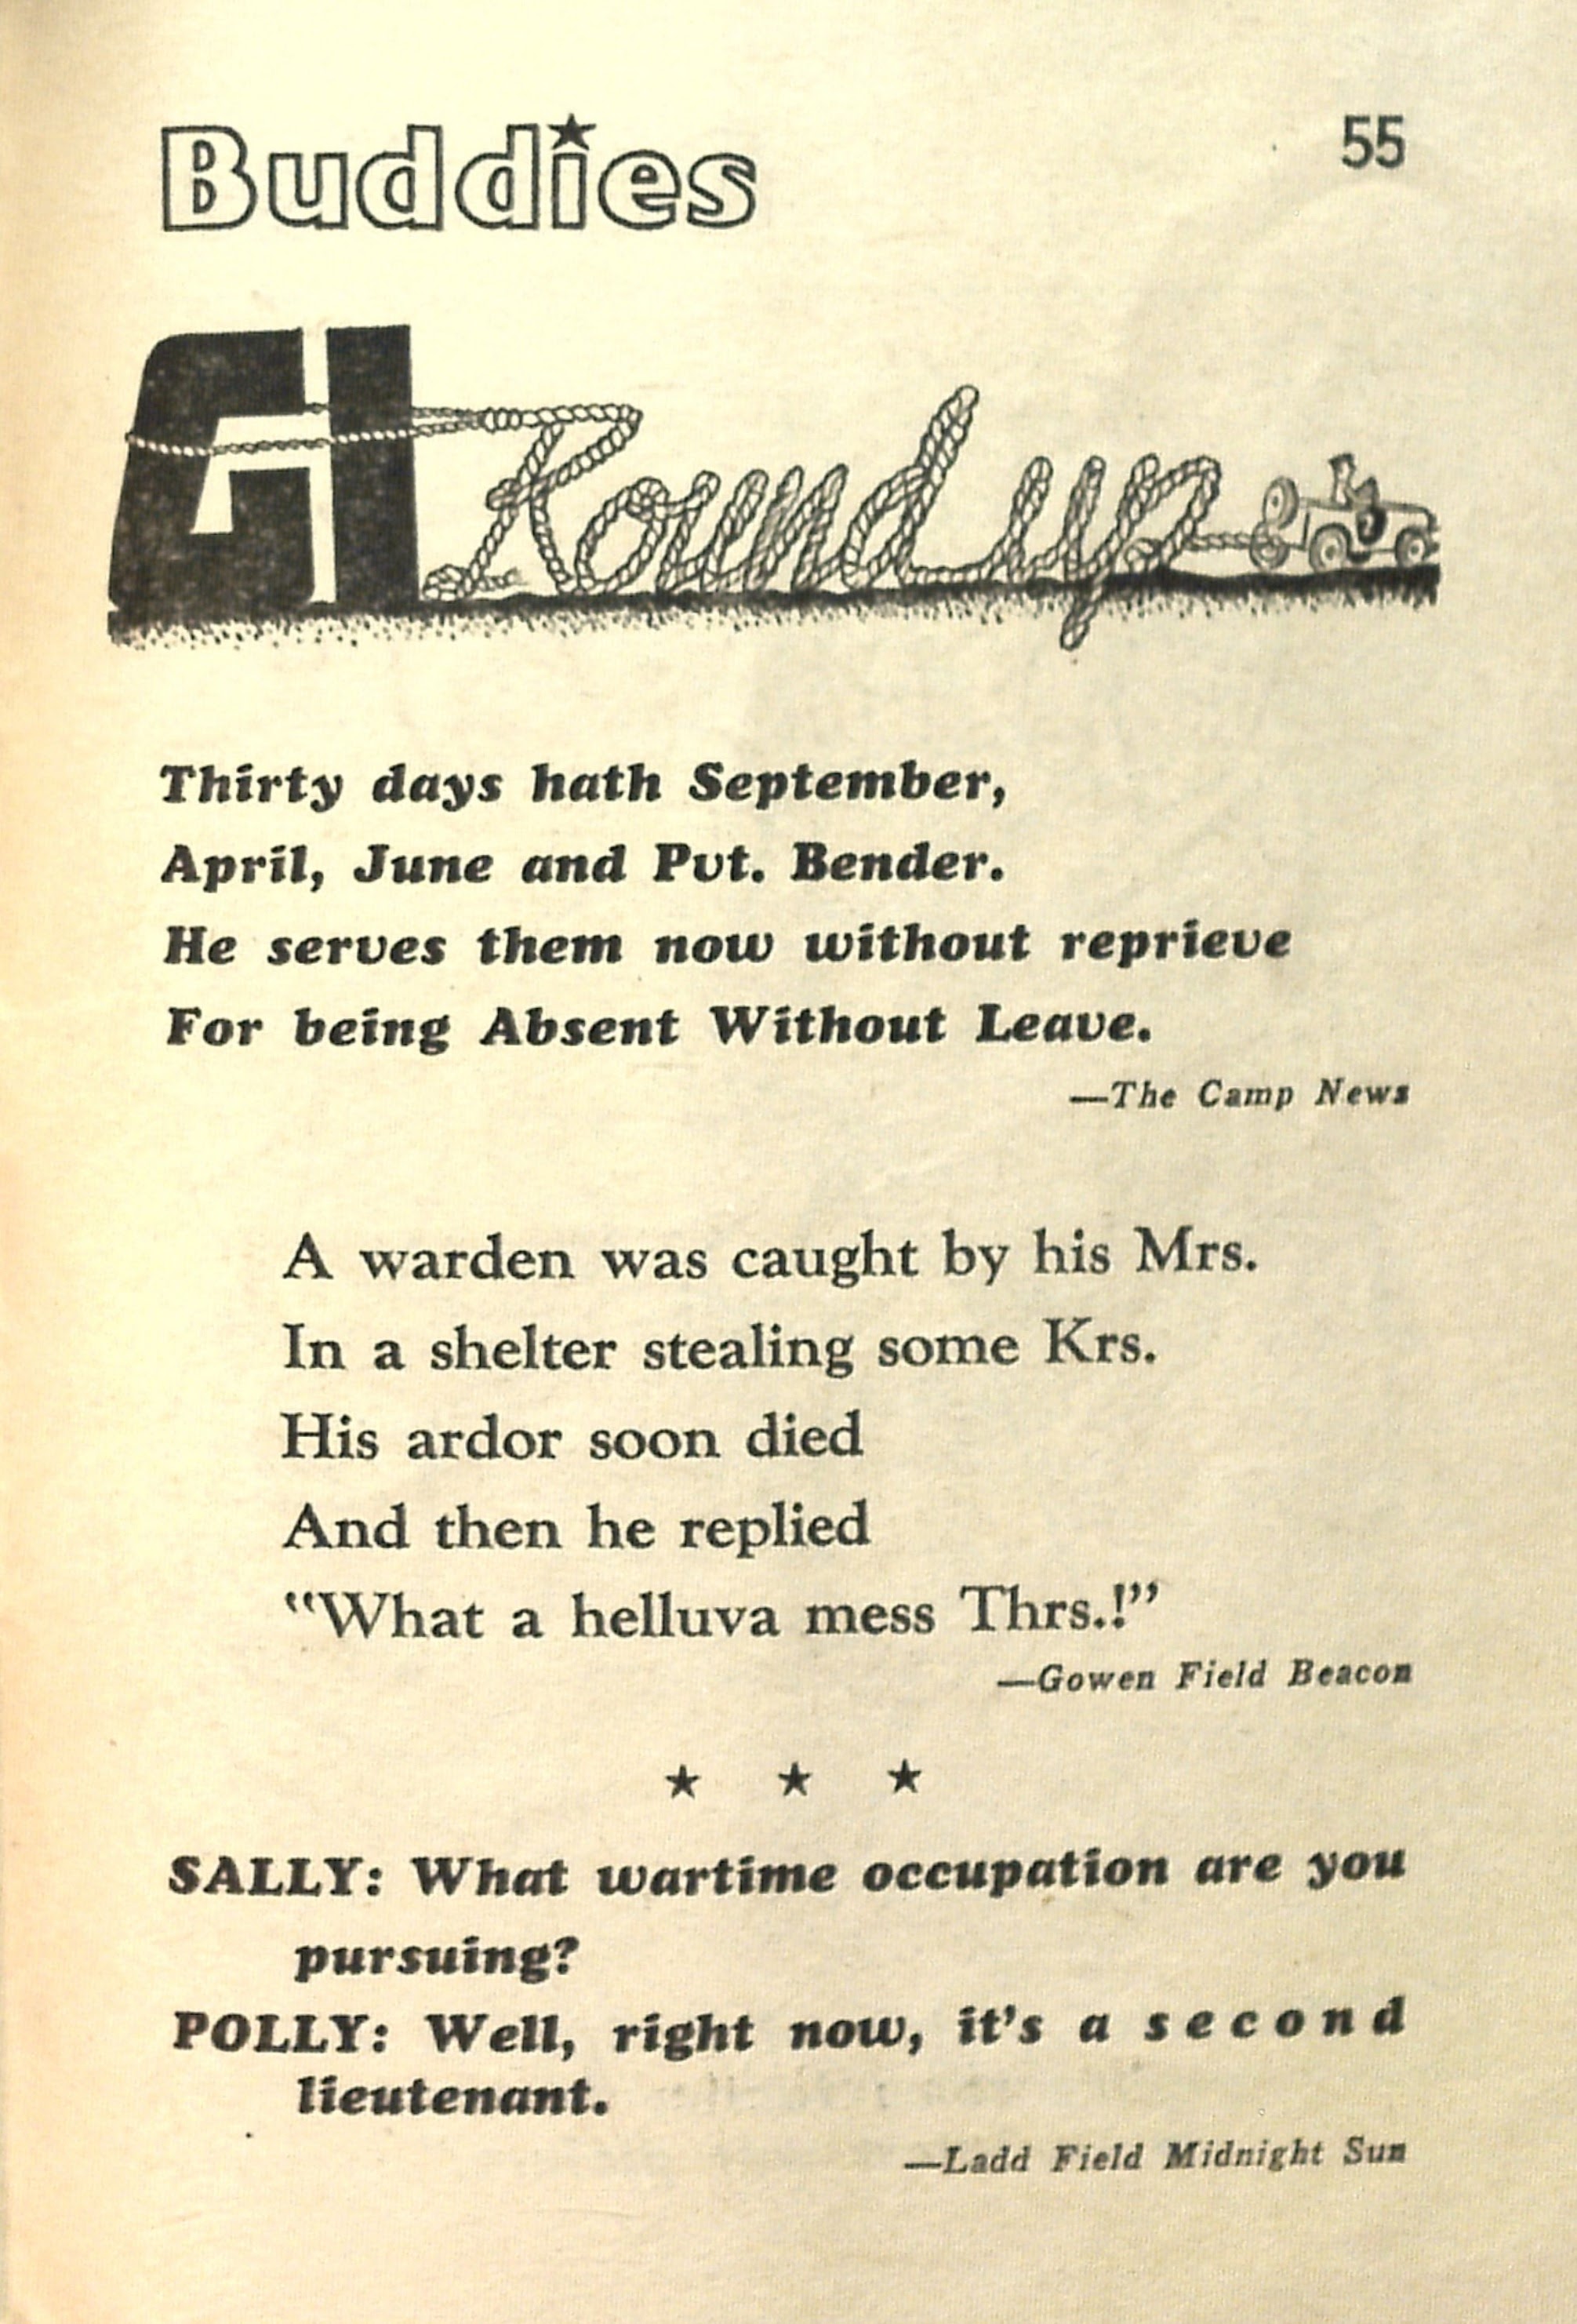 Buddies
55
GI Roundup
Thirty days hath September,
April, June and Pvt. Bender.
He serves them now without reprieve
For being Absent Without Leave.
—The Camp News
A warden was caught by his Mrs.
In a shelter stealing some Krs.
His ardor soon died
And then he replied
“What a helluva mess Thrs.!”
—Gowen Field Beacon
★ ★ ★
SALLY: What wartime occupation are you
pursuing?
POLLY: Well, right now, it's a second
lieutenant.
—Ladd Field Midnight Sun